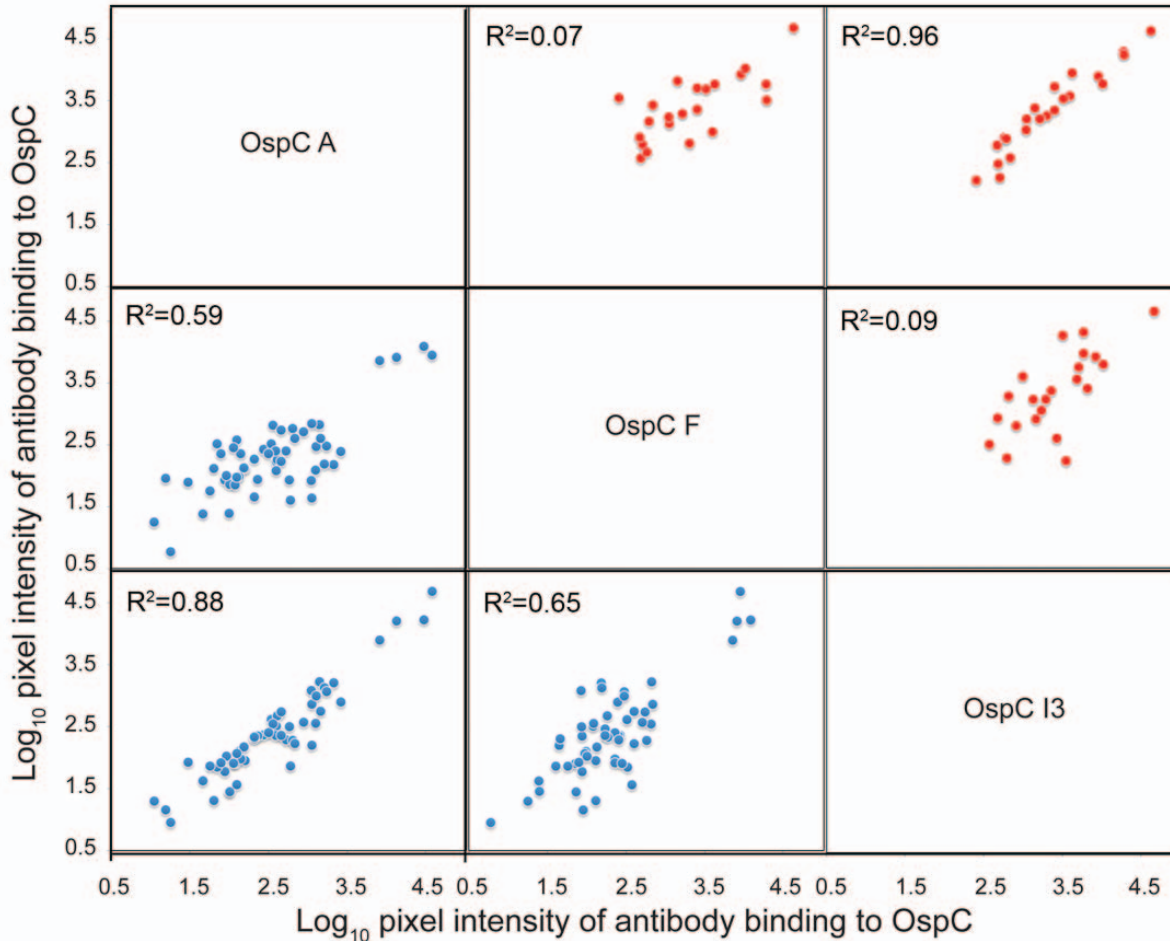 Log₁₀ pixel intensity of antibody binding to OspC
4.5
3.5
2.5
1.5
0.5
OspC A
R²=0.07
R²=0.96
4.5
3.5
2.5
1.5
0.5
R²=0.59
OspC F
R²=0.09
4.5
3.5
2.5
1.5
0.5
R²=0.88
R²=0.65
OspC I3
0.5 1.5 2.5 3.5 4.5 0.5 1.5 2.5 3.5 4.5 0.5 1.5 2.5 3.5 4.5
Log₁₀ pixel intensity of antibody binding to OspC